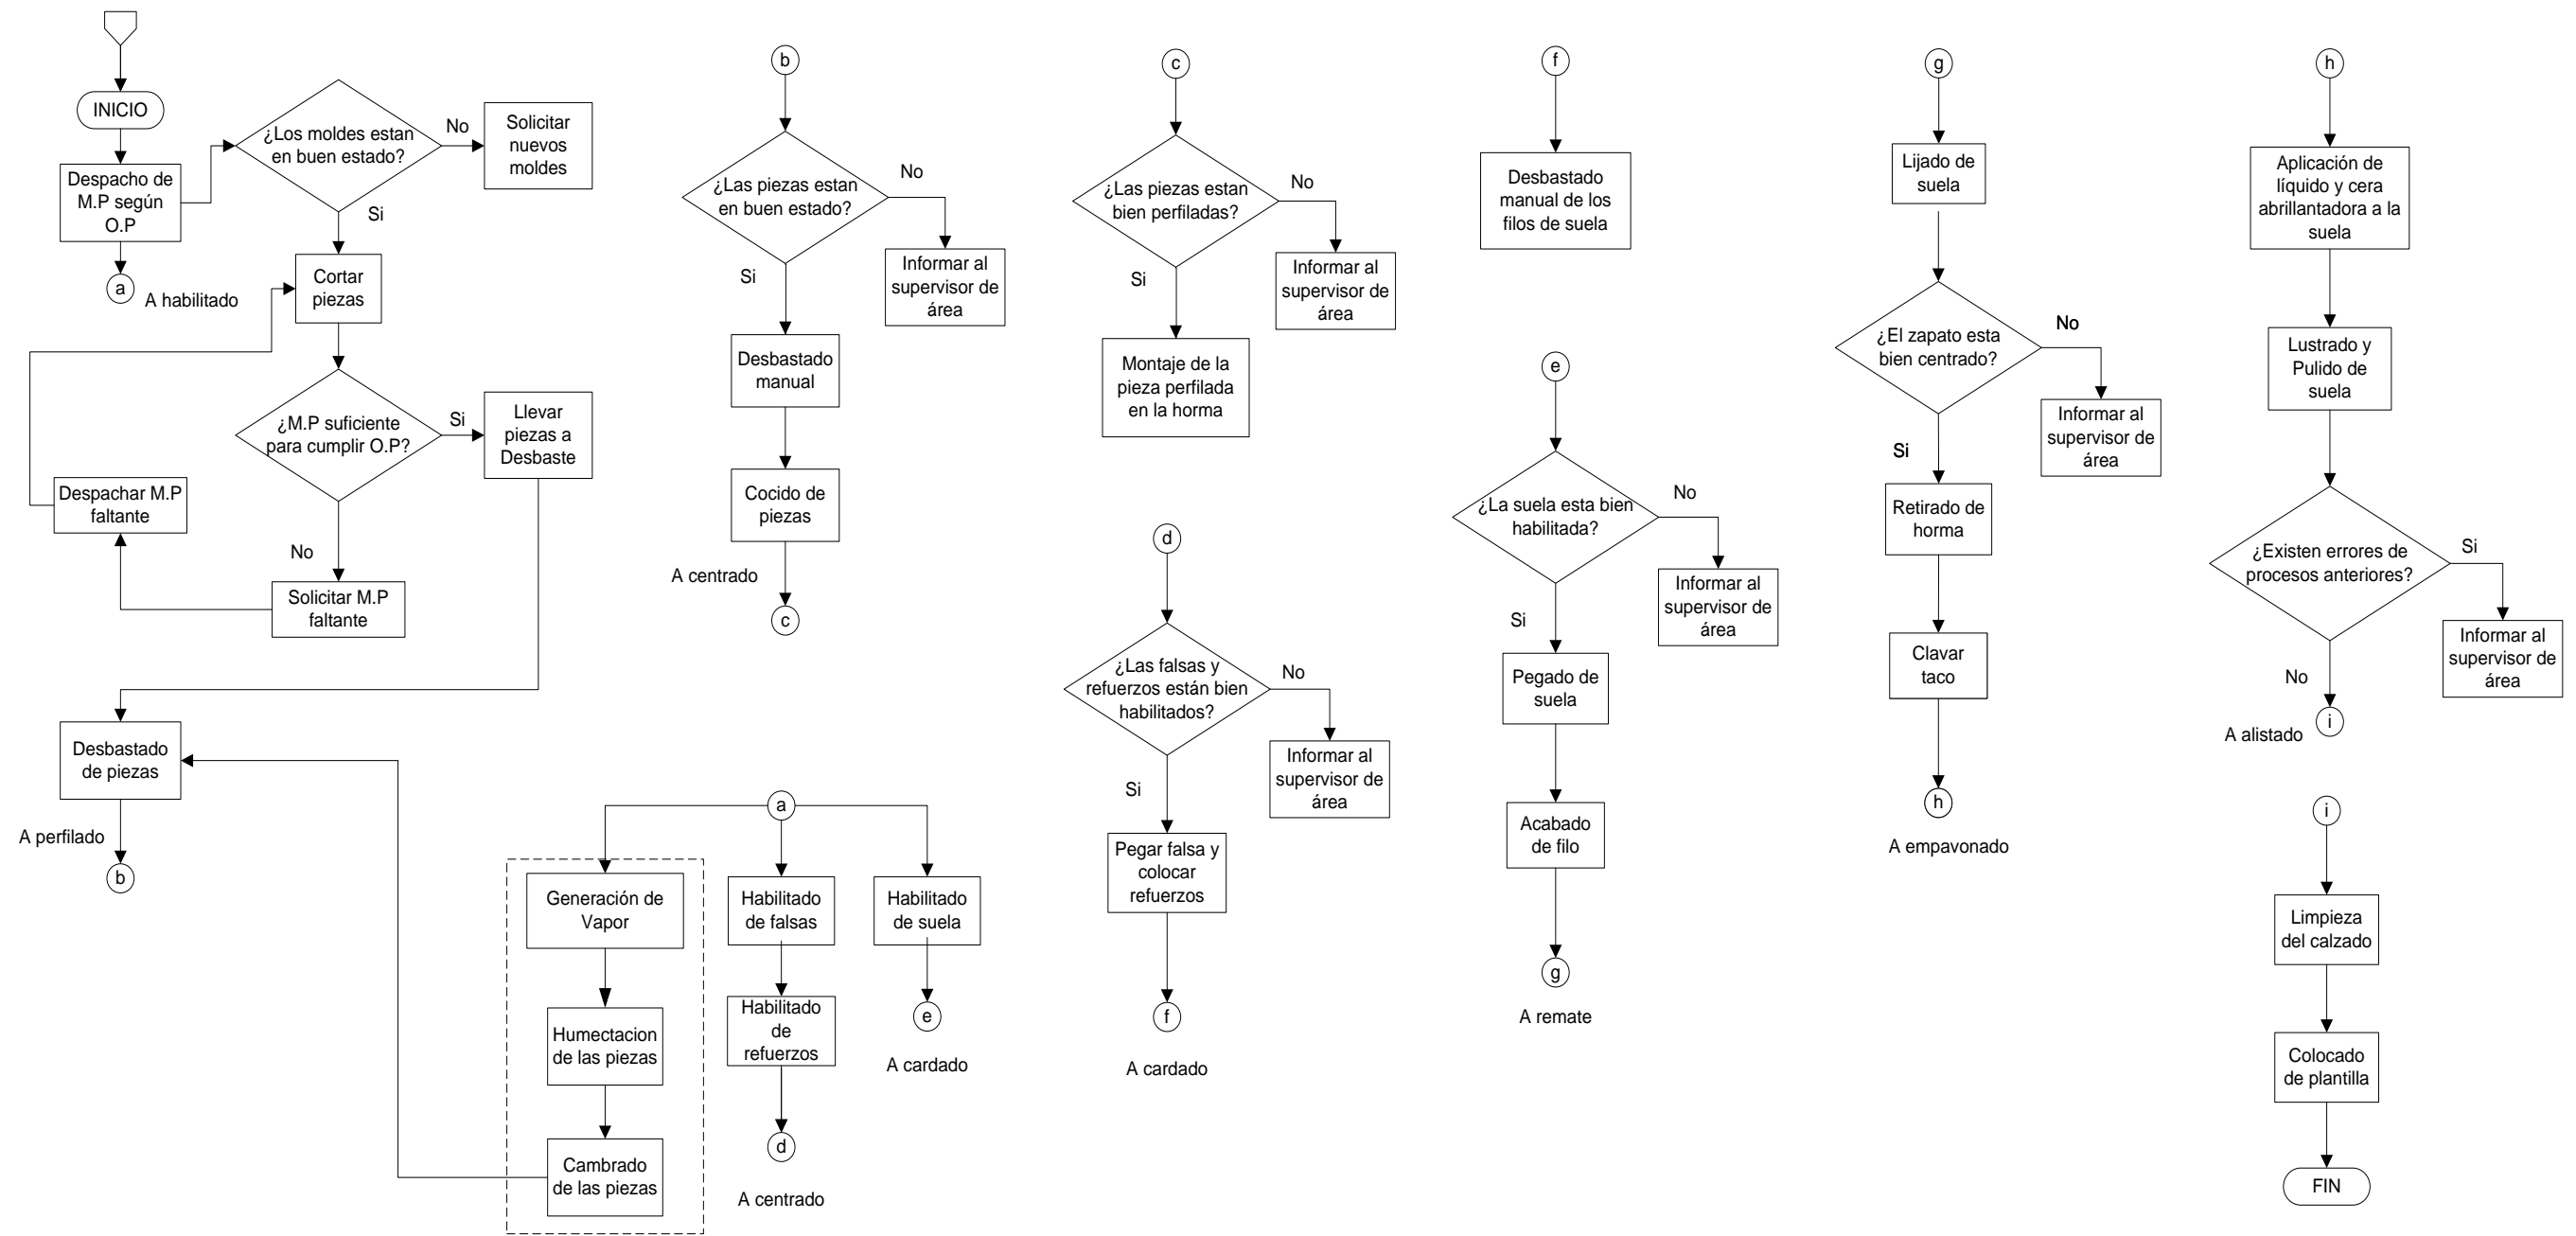 INICIO
Despacho de
M.P según
O.P
a
A habilitado
¿Los moldes estan
en buen estado?
No
Solicitar
nuevos
moldes
Si
Cortar
piezas
¿M.P suficiente
para cumplir O.P?
Si
Llevar
piezas a
Desbaste
No
Solicitar M.P
faltante
Despachar M.P
faltante
Desbastado
de piezas
A perfilado
b
a
Generación de
Vapor
Humectacion
de las piezas
Cambrado
de las piezas
Habilitado
de falsas
Habilitado
de
refuerzos
d
A centrado
Habilitado
de suela
e
A cardado
b
¿Las piezas estan
en buen estado?
No
Informar al
supervisor de
área
Si
Desbastado
manual
Cocido de
piezas
A centrado
c
c
¿Las piezas estan
bien perfiladas?
No
Informar al
supervisor de
área
Si
Montaje de la
pieza perfilada
en la horma
d
¿Las falsas y
refuerzos están bien
habilitados?
No
Informar al
supervisor de
área
Si
Pegar falsa y
colocar
refuerzos
f
A cardado
f
Desbastado
manual de los
filos de suela
e
¿La suela esta bien
habilitada?
No
Informar al
supervisor de
área
Si
Pegado de
suela
Acabado
de filo
g
A remate
g
Lijado de
suela
¿El zapato esta
bien centrado?
No
Informar al
supervisor de
área
Si
Retirado de
horma
Clavar
taco
h
A empavonado
h
Aplicación de
líquido y cera
abrillantadora a la
suela
Lustrado y
Pulido de
suela
¿Existen errores de
procesos anteriores?
Si
Informar al
supervisor de
área
No
i
A alistado
i
Limpieza
del calzado
Colocado
de plantilla
FIN